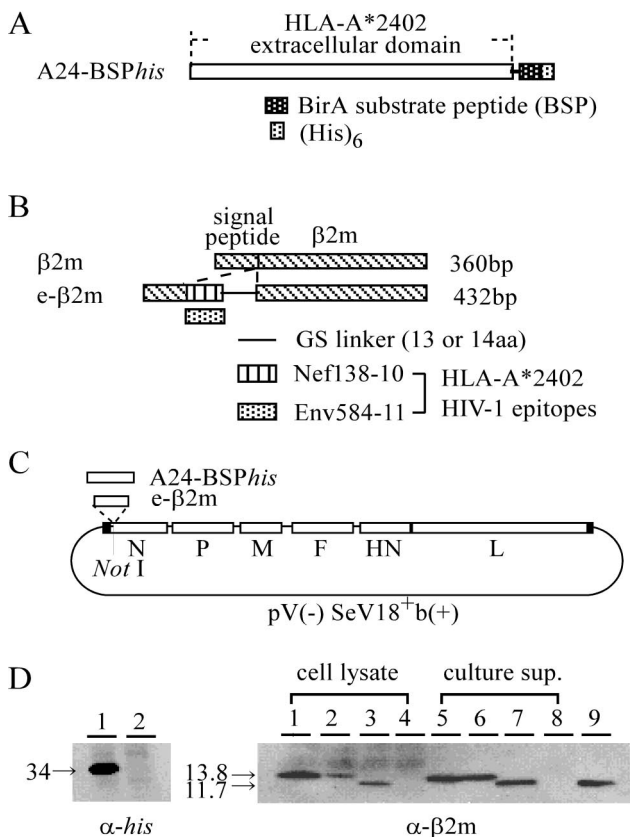 A
HLA-A*2402
extracellular domain
A24-BSPhis
BirA substrate peptide (BSP)
(His)6
B
signal
peptide
β2m
β2m
360bp
e-β2m
432bp
GS linker (13 or 14aa)
Nef138-10
Env584-11
HLA-A*2402
HIV-1 epitopes
C
A24-BSPhis
e-β2m
N P M F HN L
Not I
pV(-) SeV18+b(+)
D
cell lysate culture sup.
1 2
1 2 3 4 5 6 7 8 9
34→
13.8→
11.7→
α-his
α-β2m